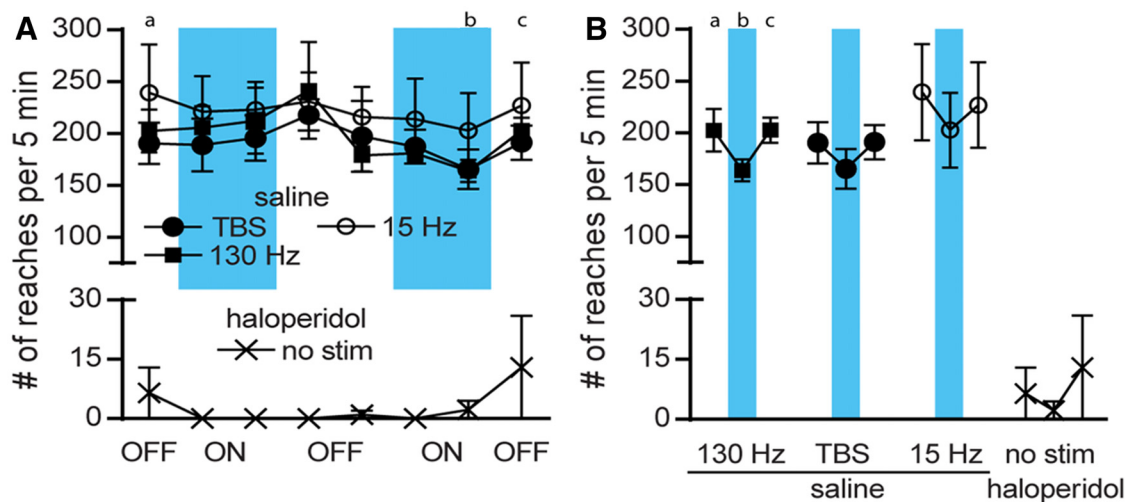 A
# of reaches per 5 min
300
250
200
150
100
30
15
0
a
b
c
saline
TBS
15 Hz
130 Hz
haloperidol
no stim
OFF ON OFF ON OFF
B
# of reaches per 5 min
300
250
200
150
100
30
15
0
a b c
130 Hz TBS 15 Hz no stim
saline haloperidol